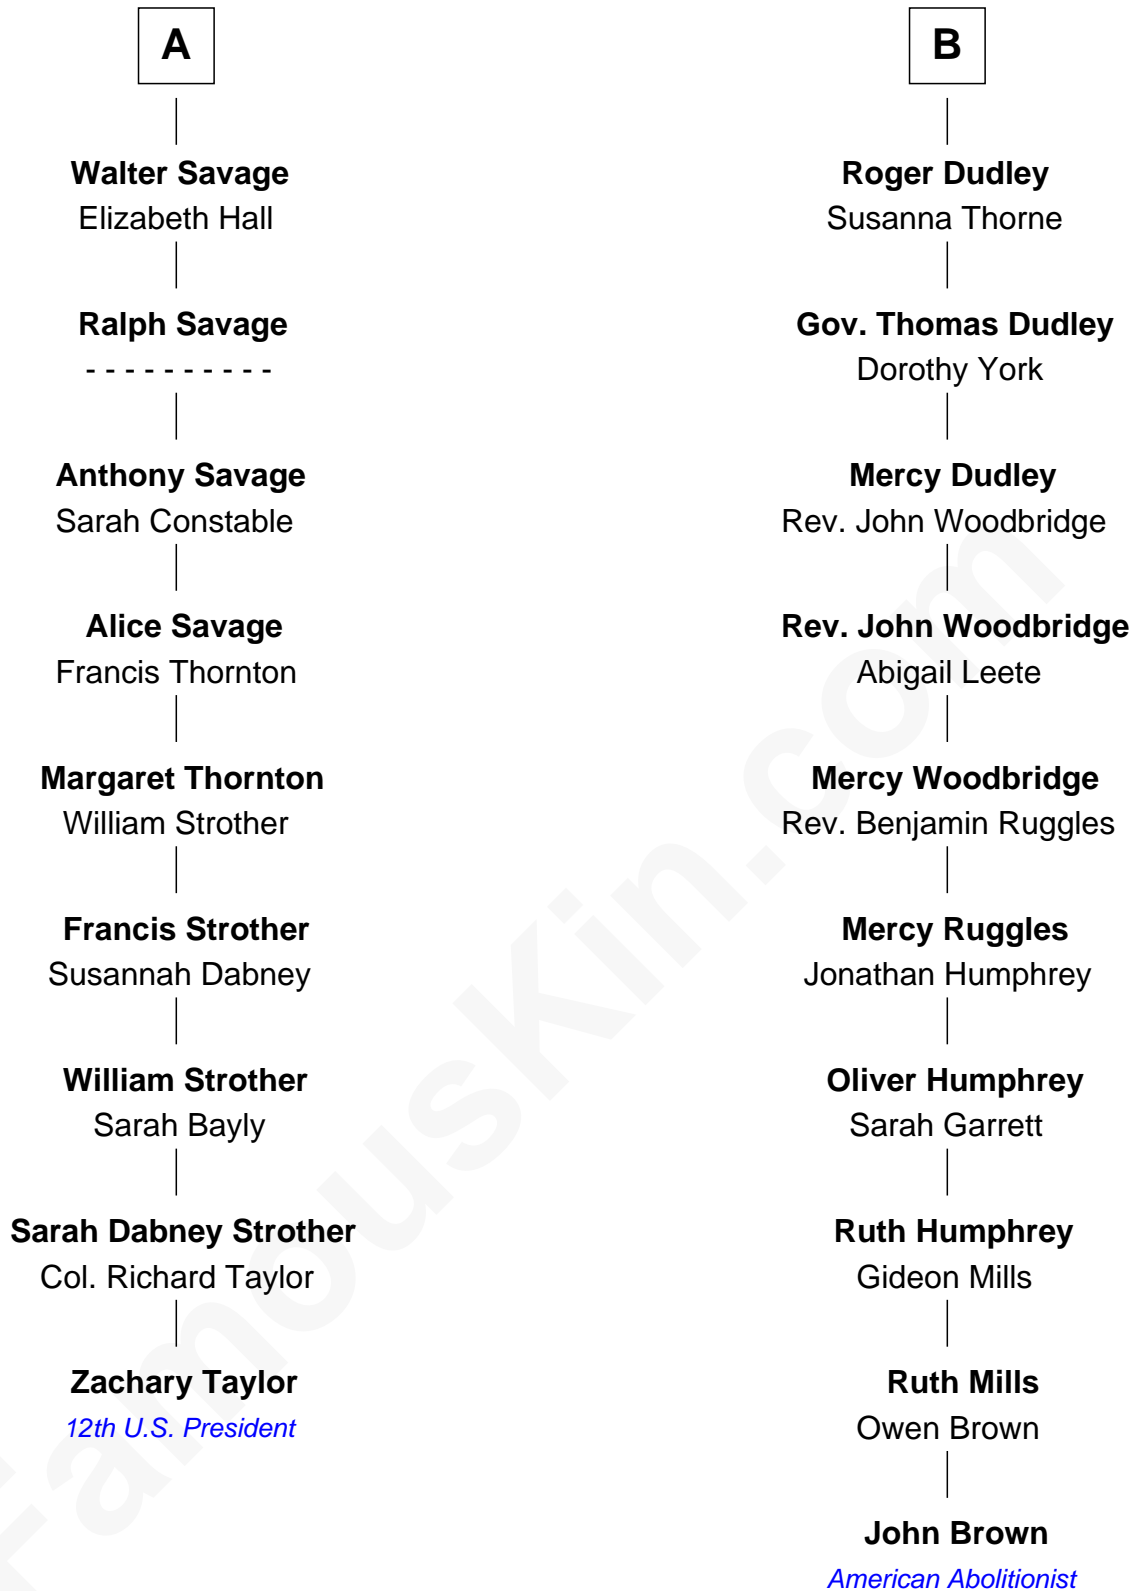 A
Walter Savage
Elizabeth Hall
Ralph Savage
- - - - - - - - - -
Anthony Savage
Sarah Constable
Alice Savage
Francis Thornton
Margaret Thornton
William Strother
Francis Strother
Susannah Dabney
William Strother
Sarah Bayly
Sarah Dabney Strother
Col. Richard Taylor
Zachary Taylor
12th U.S. President
B
Roger Dudley
Susanna Thorne
Gov. Thomas Dudley
Dorothy York
Mercy Dudley
Rev. John Woodbridge
Rev. John Woodbridge
Abigail Leete
Mercy Woodbridge
Rev. Benjamin Ruggles
Mercy Ruggles
Jonathan Humphrey
Oliver Humphrey
Sarah Garrett
Ruth Humphrey
Gideon Mills
Ruth Mills
Owen Brown
John Brown
American Abolitionist
FamousKin.com